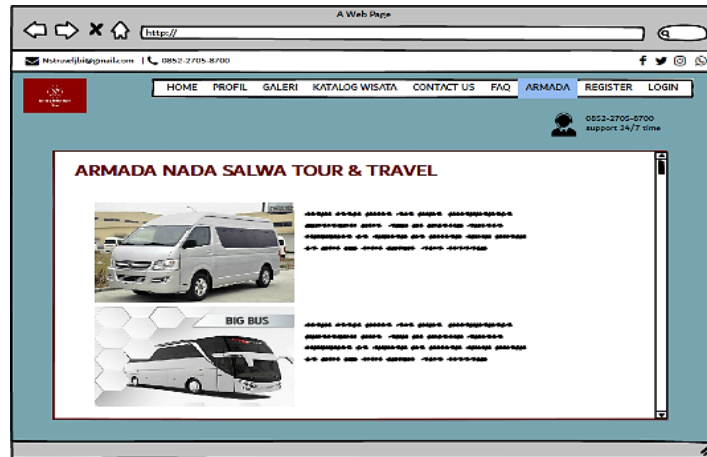 A Web Page
http://
Nstraveljbi@gmail.com | 0852-2705-8700
HOME PROFIL GALERI KATALOG WISATA CONTACT US FAQ ARMADA REGISTER LOGIN
0852-2705-8700
support 24/7 time
ARMADA NADA SALWA TOUR & TRAVEL
BIG BUS